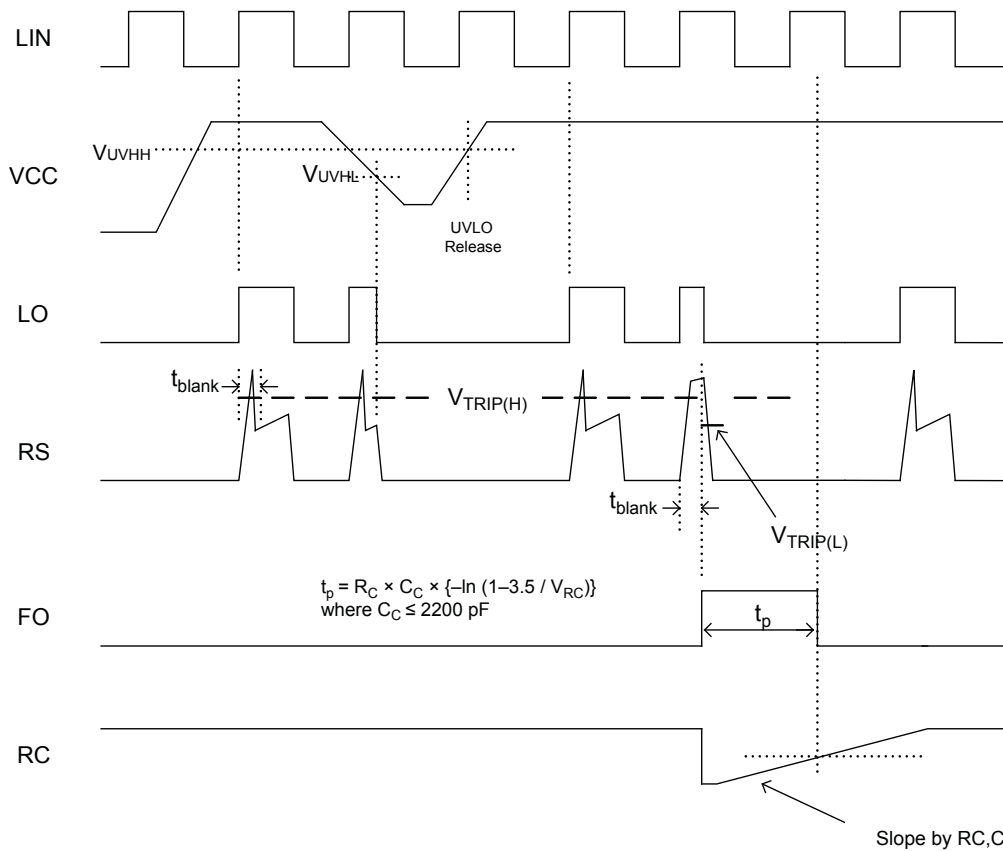 LIN
VCC
VUVHH
VUVHL
UVLO
Release
LO
tblank
VTRIP(H)
RS
tblank
VTRIP(L)
tp = RC × CC × {–ln (1–3.5 / VRC)}
where CC ≤ 2200 pF
FO
tp
RC
Slope by RC,C